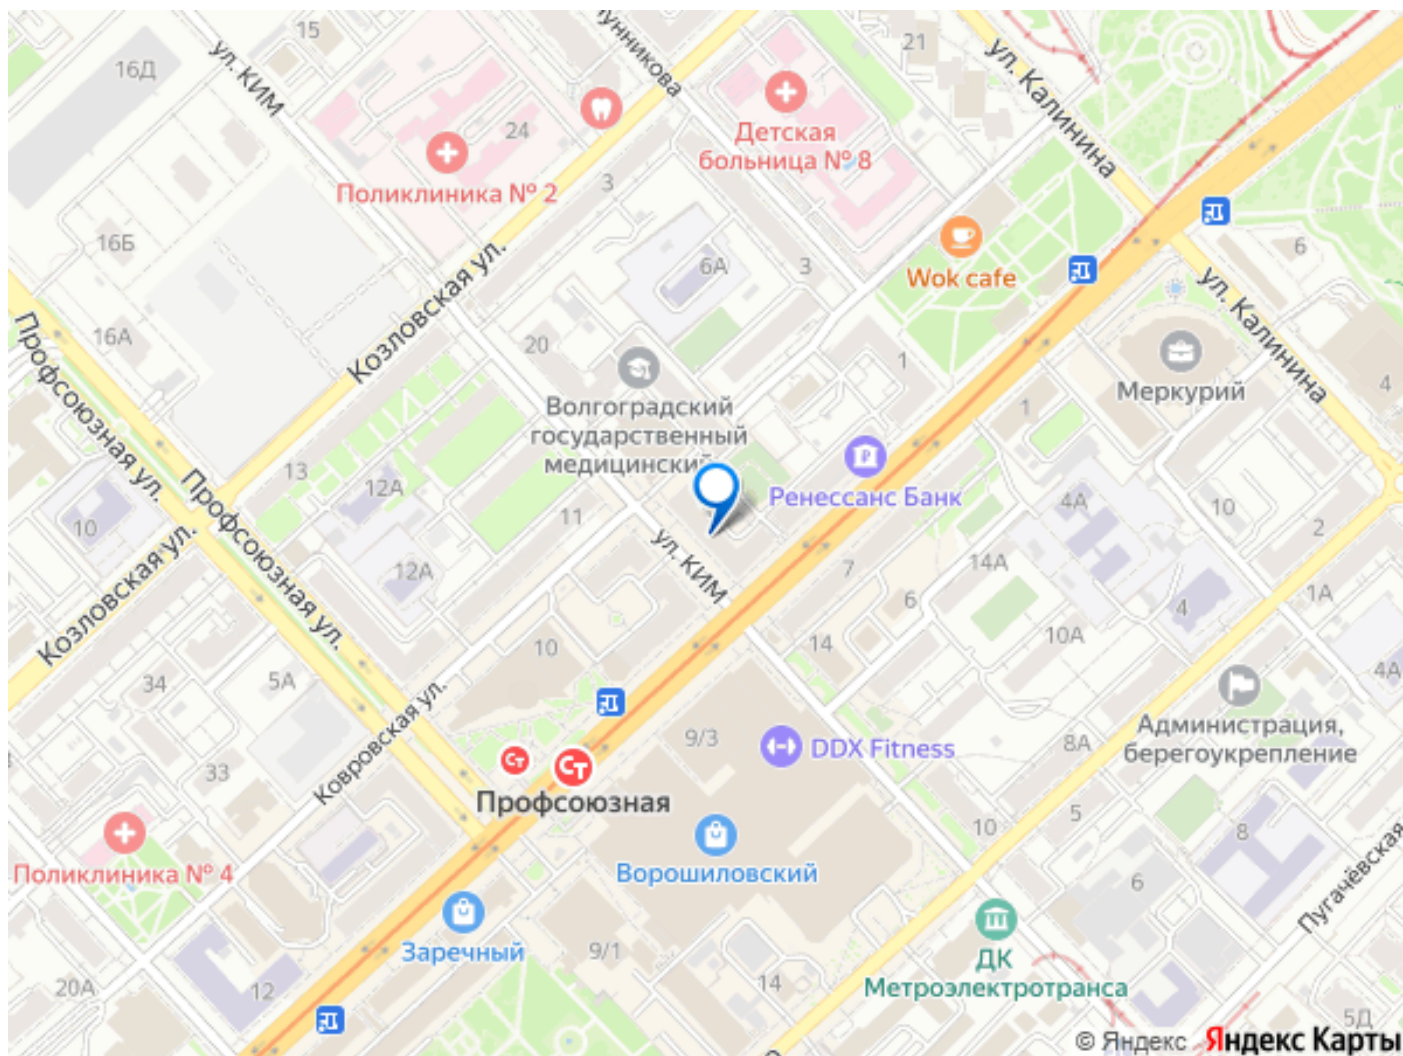 15
21
16Д
ул. КИМ
ул. Калинина
24
Детская
больница № 8
Поликлиника № 2
3
16Б
Козловская ул.
6А
3
Wok cafe
6
ул. Калинина
16А
20
1
Меркурий
4
Профсоюзная ул.
Волгоградский
государственный
медицинский
1
Ренессанс Банк
13
12А
11
4А
10
2
10
Профсоюзная ул.
Козловская ул.
12А
ул. КИМ
7
14А
6
4
1А
10А
14
10
34
5А
4А
Ковровская ул.
9/3
DDX Fitness
Администрация,
берегоукрепление
8А
33
Профсоюзная
10
5
8
Поликлиника № 4
Ворошиловский
6
Пугачёвская
Заречный
9/1
ДК
Метроэлектротранса
20А
12
14
5Д
© Яндекс Яндекс Карты